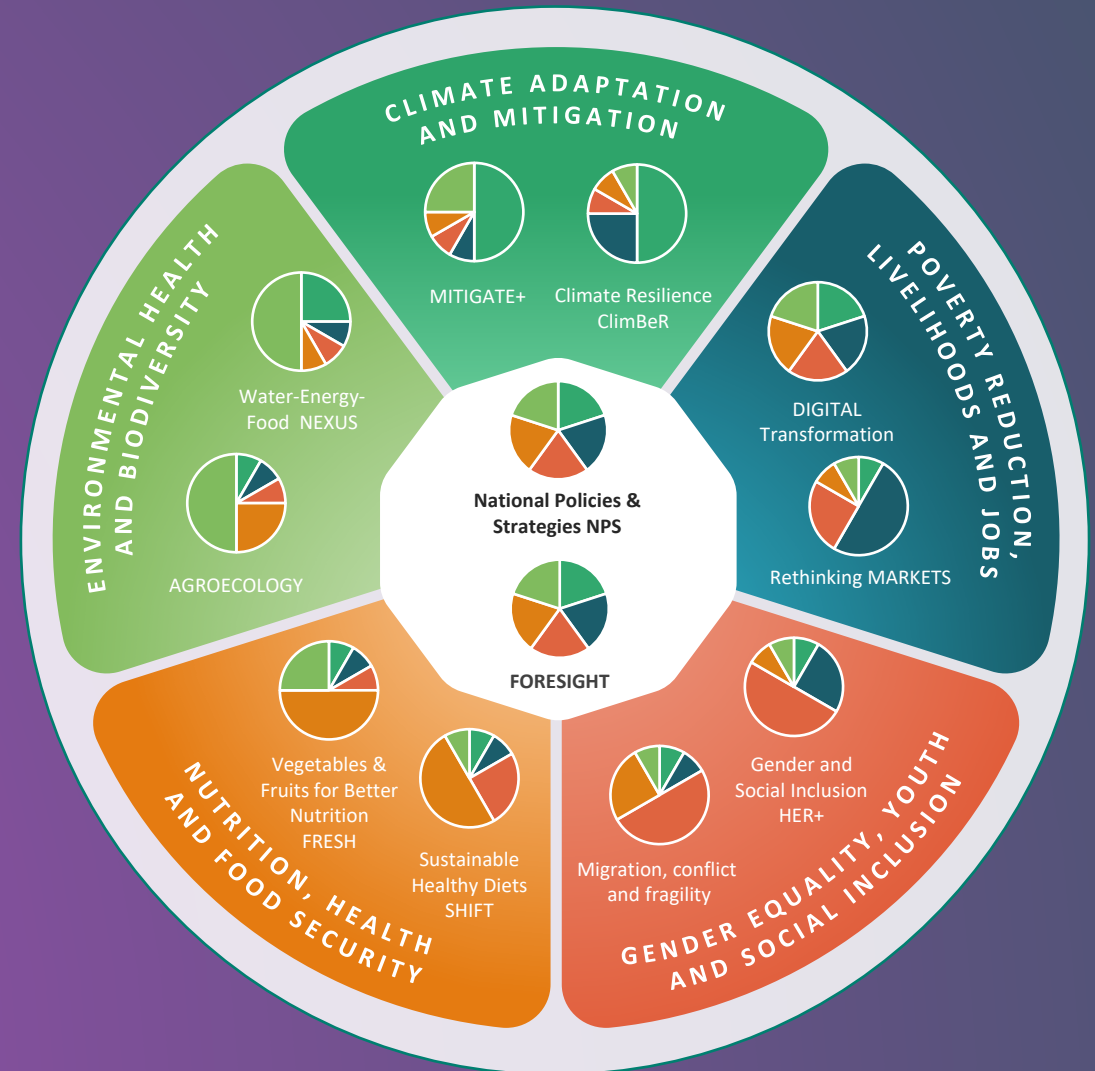 CLIMATE ADAPTATION
AND MITIGATION
MITIGATE+
Climate Resilience
ClimBeR
POVERTY REDUCTION,
LIVELIHOODS AND JOBS
DIGITAL
Transformation
Rethinking MARKETS
GENDER EQUALITY, YOUTH
AND SOCIAL INCLUSION
Gender and
Social Inclusion
HER+
Migration, conflict
and fragility
NUTRITION, HEALTH
AND FOOD SECURITY
Vegetables &
Fruits for Better
Nutrition
FRESH
Sustainable
Healthy Diets
SHIFT
ENVIRONMENTAL HEALTH
AND BIODIVERSITY
Water-Energy-
Food NEXUS
AGROECOLOGY
National Policies &
Strategies NPS
FORESIGHT